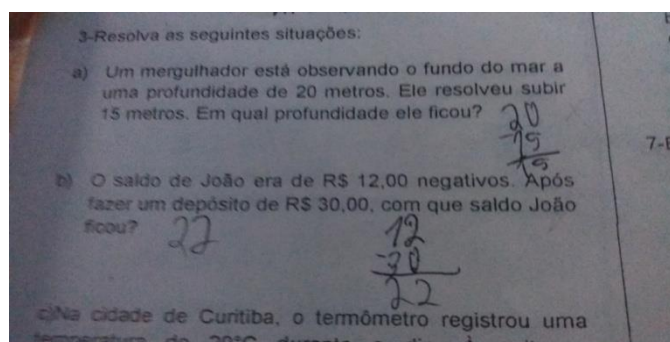 3-Resolva as seguintes situações:
a) Um mergulhador está observando o fundo do mar a
uma profundidade de 20 metros. Ele resolveu subir
15 metros. Em qual profundidade ele ficou?
20
-15
15
7-
b) O saldo de João era de R$ 12,00 negativos. Após
fazer um depósito de R$ 30,00, com que saldo João
ficou? 22
12
-30
22
c)Na cidade de Curitiba, o termômetro registrou uma